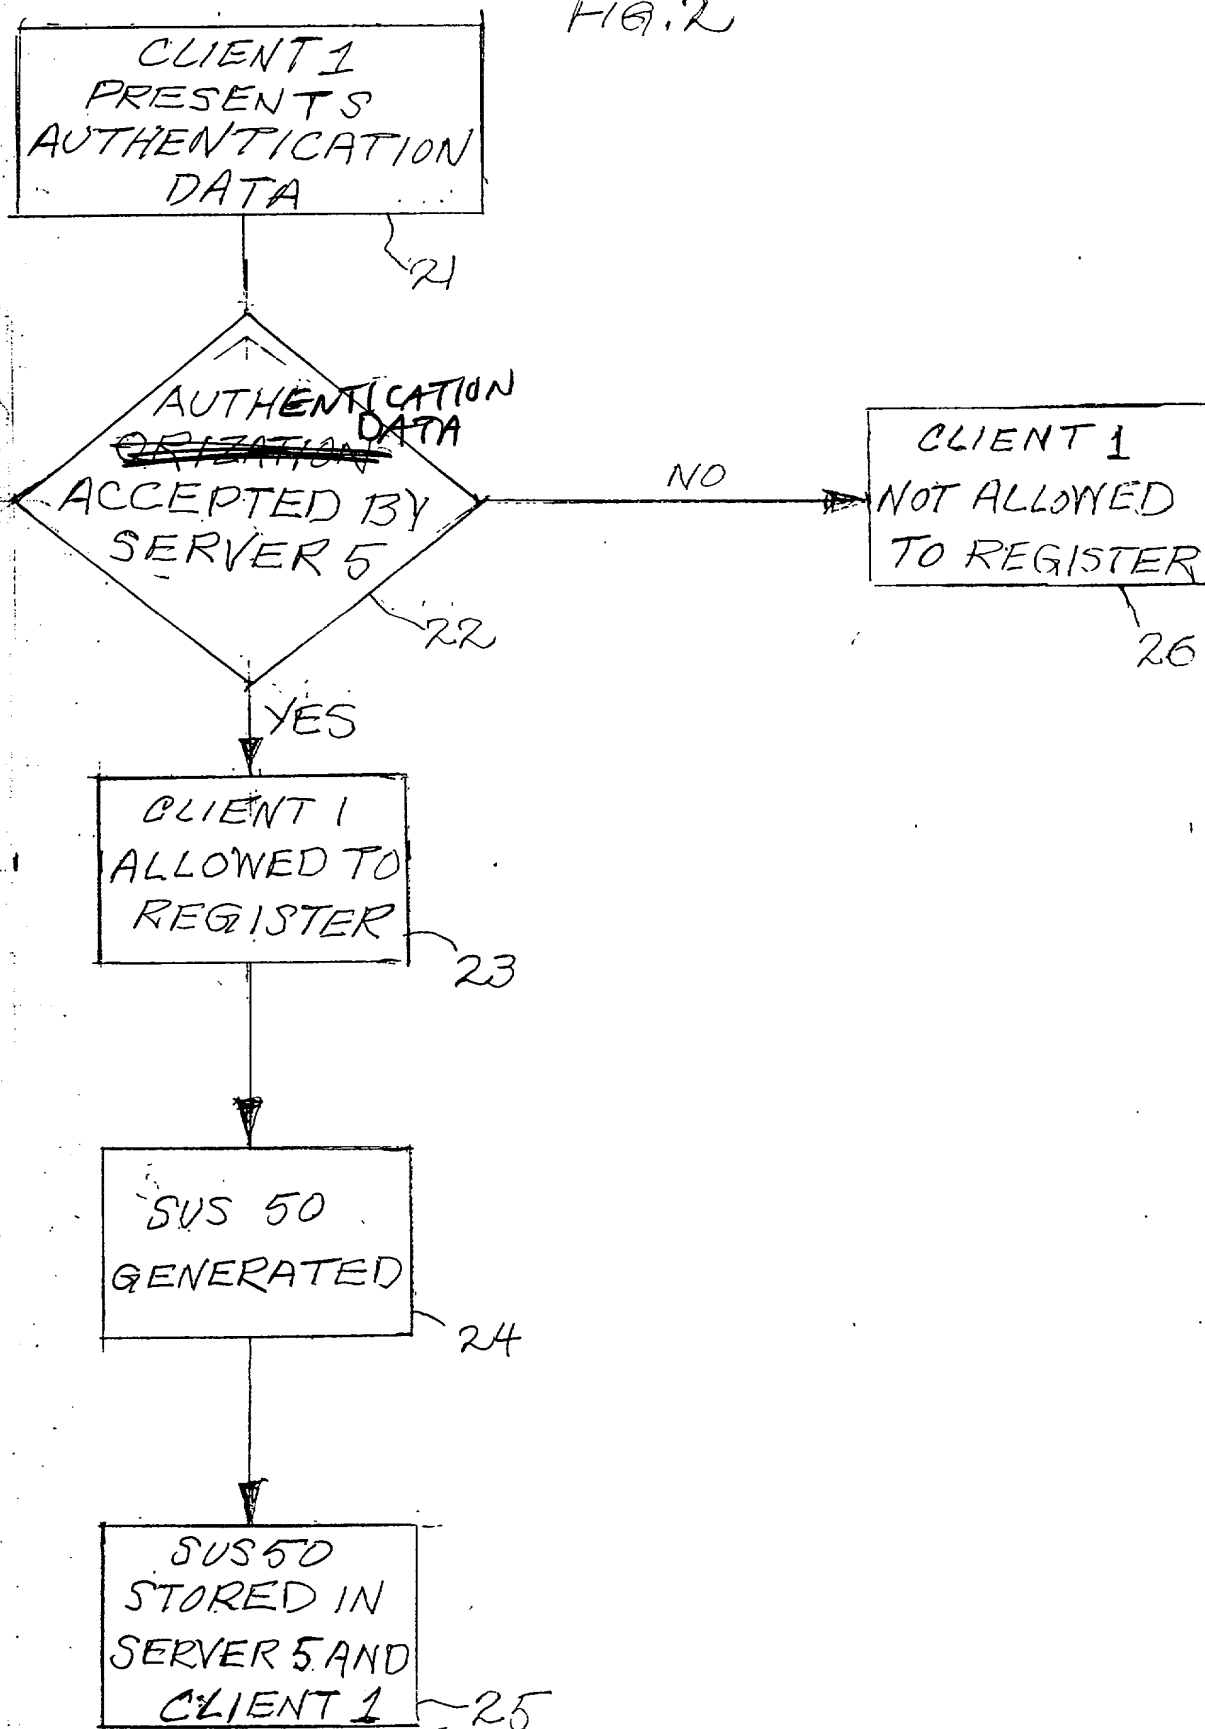 FIG. 2
CLIENT 1
PRESENTS
AUTHENTICATION
DATA
21
AUTHENTICATION
DATA
ORIZATION
ACCEPTED BY
SERVER 5
22
NO
CLIENT 1
NOT ALLOWED
TO REGISTER
26
YES
CLIENT 1
ALLOWED TO
REGISTER
23
SUS 50
GENERATED
24
SUS 50
STORED IN
SERVER 5 AND
CLIENT 1
25